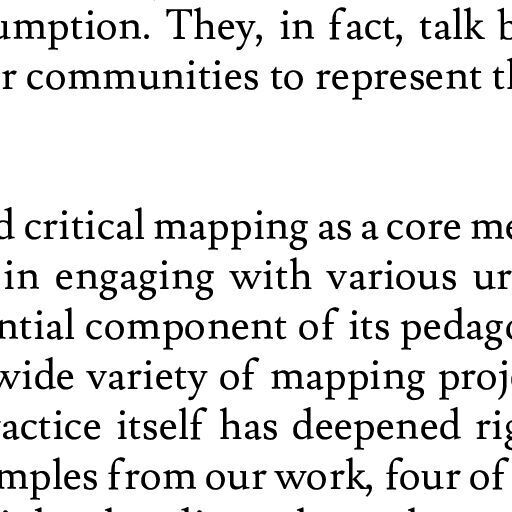 umption. They, in fact, talk b
r communities to represent th
d critical mapping as a core me
in engaging with various ur
ntial component of its pedago
wide variety of mapping proj
actice itself has deepened rig
mples from our work, four of